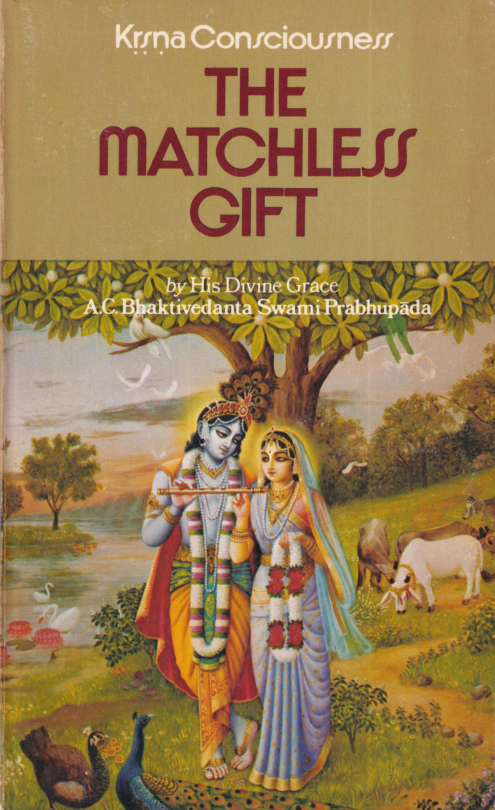 Kṛṣṇa Consciousness
THE
MATCHLESS
GIFT
by His Divine Grace
A.C. Bhaktivedanta Swami Prabhupāda